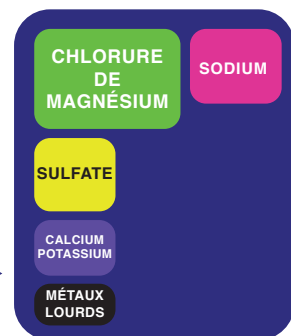 CHLORURE
DE
MAGNÉSIUM
SODIUM
SULFATE
CALCIUM
POTASSIUM
MÉTAUX
LOURDS